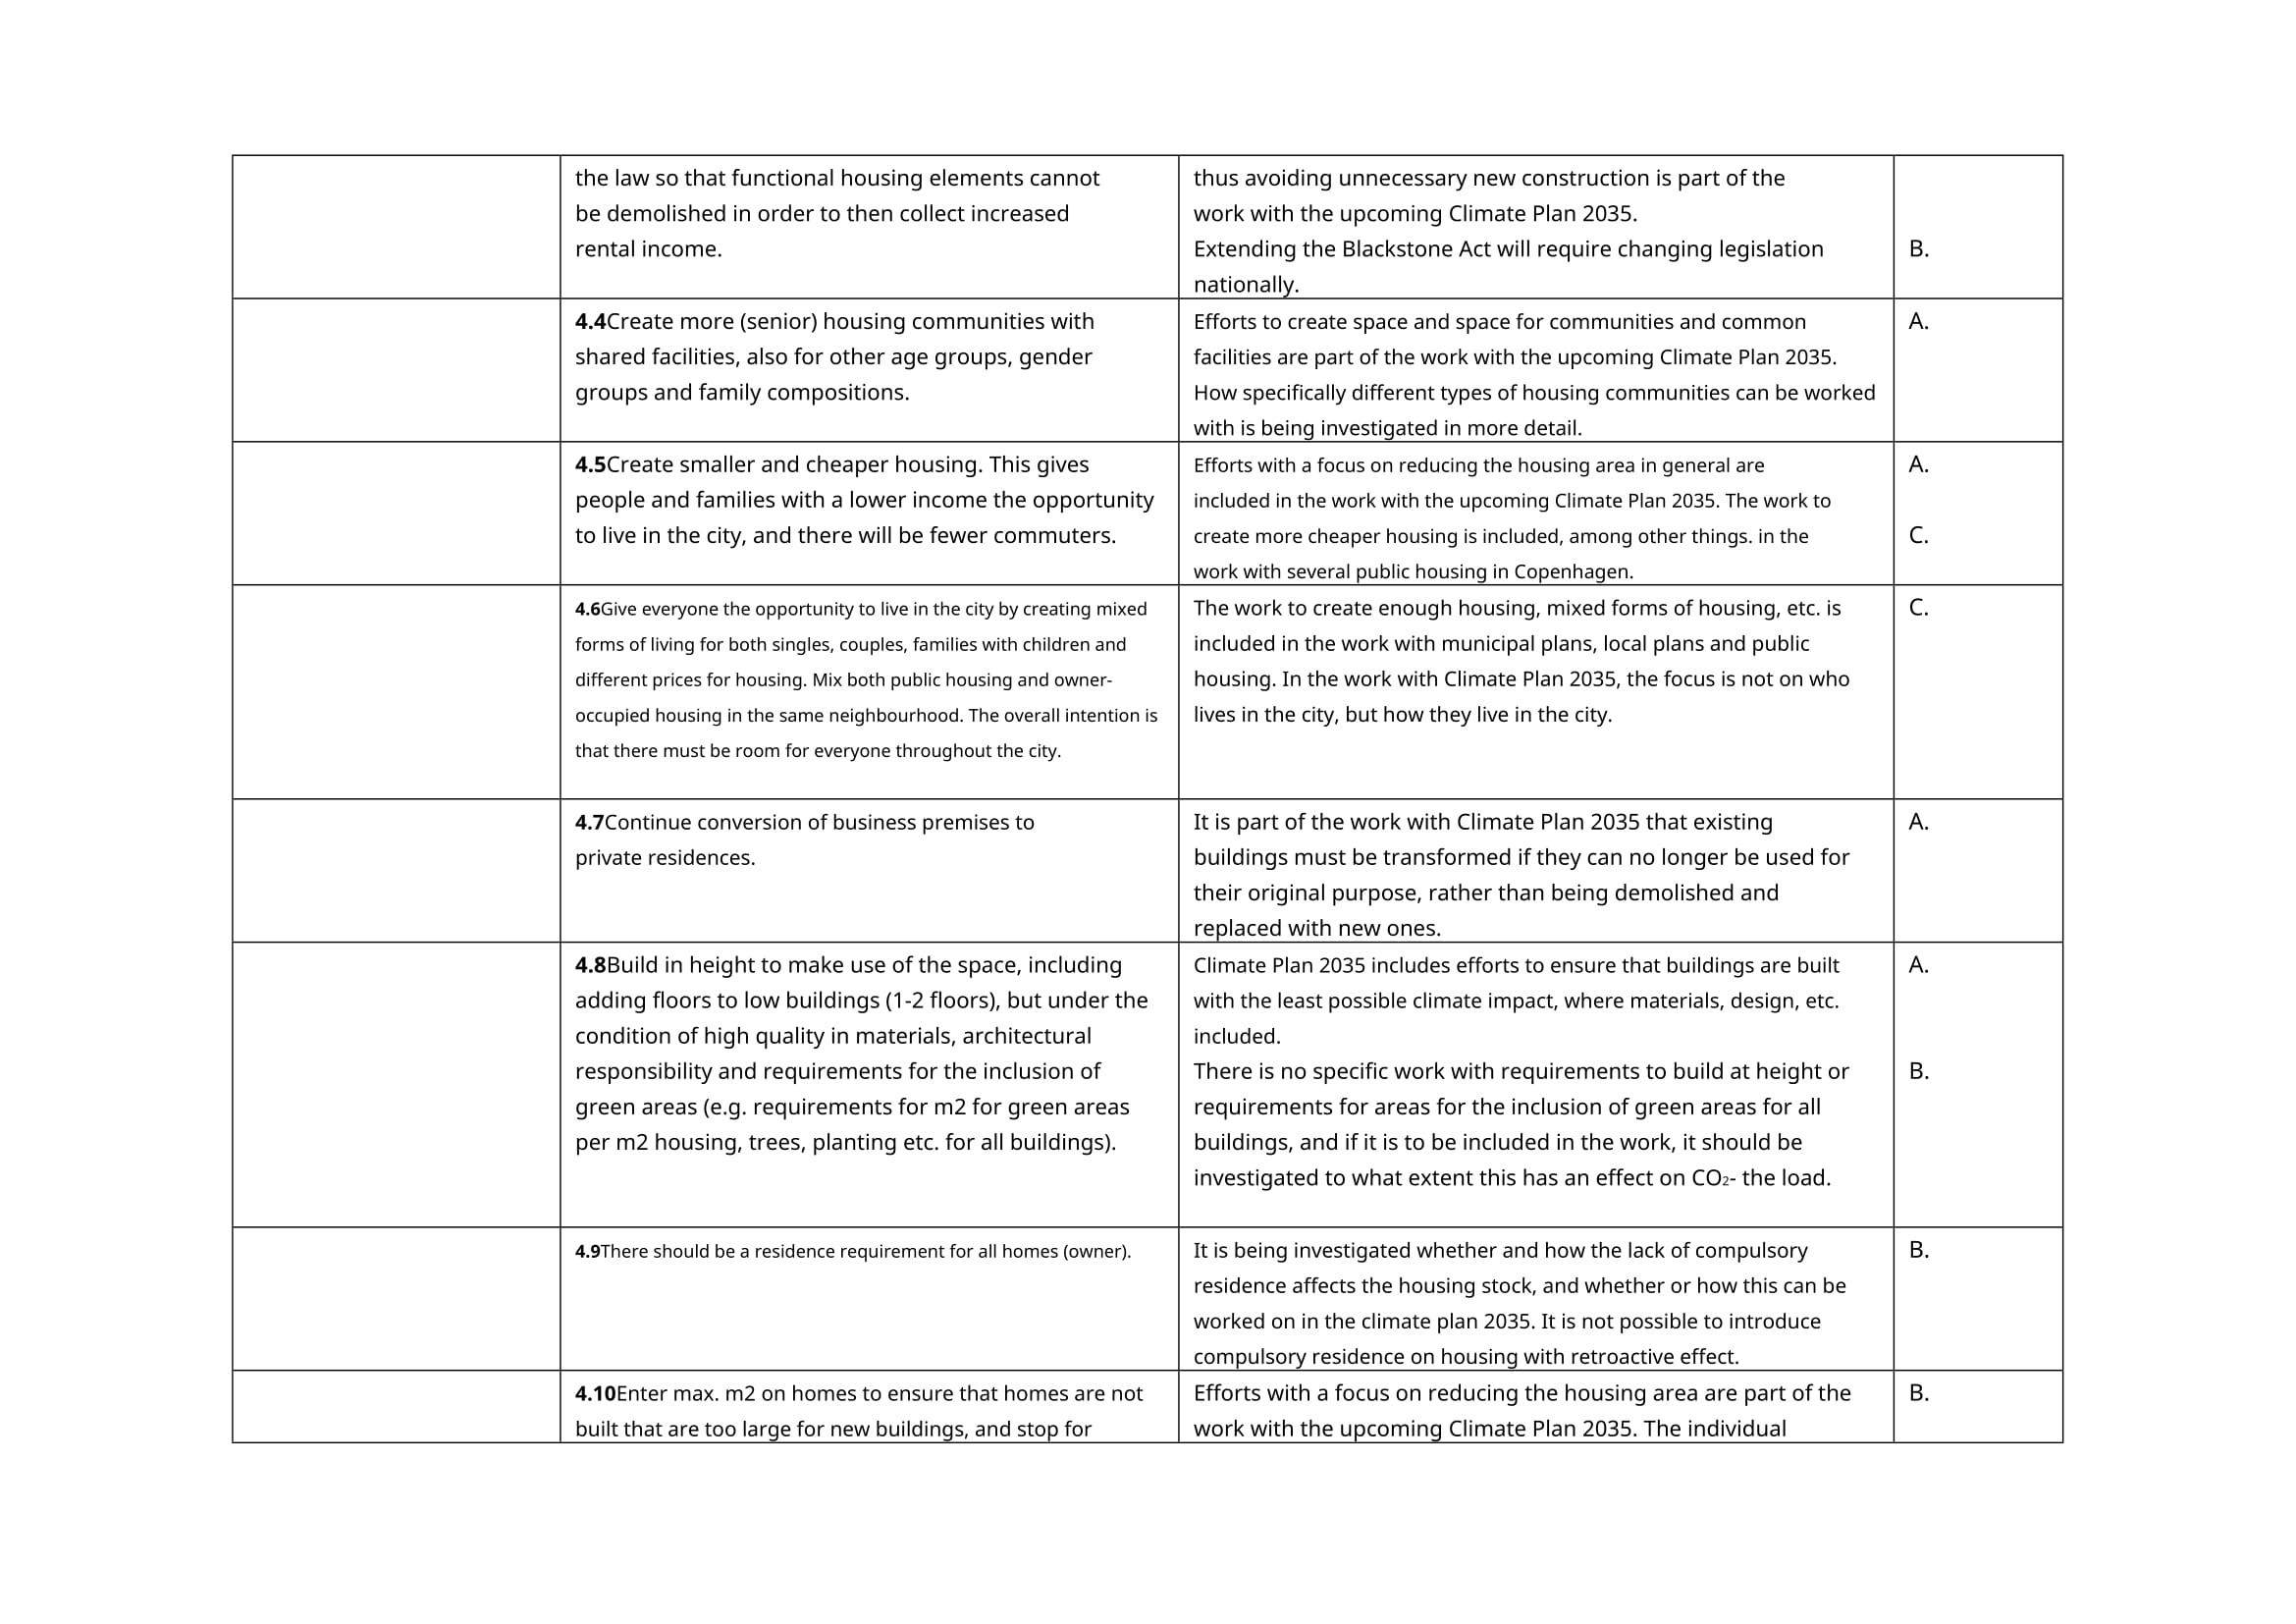 the law so that functional housing elements cannot
be demolished in order to then collect increased
rental income.
thus avoiding unnecessary new construction is part of the
work with the upcoming Climate Plan 2035.
Extending the Blackstone Act will require changing legislation
nationally.
B.
4.4Create more (senior) housing communities with
shared facilities, also for other age groups, gender
groups and family compositions.
Efforts to create space and space for communities and common
facilities are part of the work with the upcoming Climate Plan 2035.
How specifically different types of housing communities can be worked
with is being investigated in more detail.
A.
4.5Create smaller and cheaper housing. This gives
people and families with a lower income the opportunity
to live in the city, and there will be fewer commuters.
Efforts with a focus on reducing the housing area in general are
included in the work with the upcoming Climate Plan 2035. The work to
create more cheaper housing is included, among other things. in the
work with several public housing in Copenhagen.
A.
C.
4.6Give everyone the opportunity to live in the city by creating mixed
forms of living for both singles, couples, families with children and
different prices for housing. Mix both public housing and owner-
occupied housing in the same neighbourhood. The overall intention is
that there must be room for everyone throughout the city.
The work to create enough housing, mixed forms of housing, etc. is
included in the work with municipal plans, local plans and public
housing. In the work with Climate Plan 2035, the focus is not on who
lives in the city, but how they live in the city.
C.
4.7Continue conversion of business premises to
private residences.
It is part of the work with Climate Plan 2035 that existing
buildings must be transformed if they can no longer be used for
their original purpose, rather than being demolished and
replaced with new ones.
A.
4.8Build in height to make use of the space, including
adding floors to low buildings (1-2 floors), but under the
condition of high quality in materials, architectural
responsibility and requirements for the inclusion of
green areas (e.g. requirements for m2 for green areas
per m2 housing, trees, planting etc. for all buildings).
Climate Plan 2035 includes efforts to ensure that buildings are built
with the least possible climate impact, where materials, design, etc.
included.
There is no specific work with requirements to build at height or
requirements for areas for the inclusion of green areas for all
buildings, and if it is to be included in the work, it should be
investigated to what extent this has an effect on CO₂- the load.
A.
B.
4.9There should be a residence requirement for all homes (owner).
It is being investigated whether and how the lack of compulsory
residence affects the housing stock, and whether or how this can be
worked on in the climate plan 2035. It is not possible to introduce
compulsory residence on housing with retroactive effect.
B.
4.10Enter max. m2 on homes to ensure that homes are not
built that are too large for new buildings, and stop for
Efforts with a focus on reducing the housing area are part of the
work with the upcoming Climate Plan 2035. The individual
B.